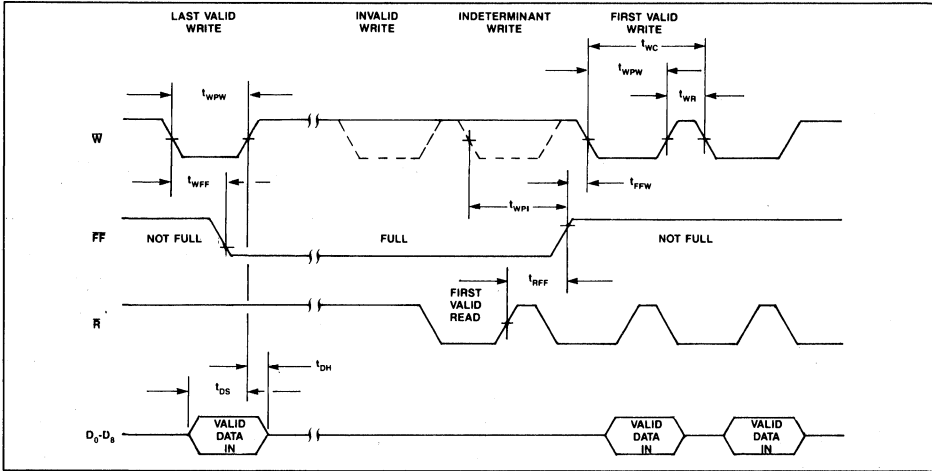 LAST VALID
WRITE
INVALID
WRITE
INDETERMINANT
WRITE
FIRST VALID
WRITE
tWC
tWPW
tWPW
tWR
W̅
tWFF
tFFW
tWPI
F̅F̅
NOT FULL
FULL
NOT FULL
tRFF
FIRST
VALID
READ
R̅
tDH
tDS
D0-D8
VALID
DATA
IN
VALID
DATA
IN
VALID
DATA
IN